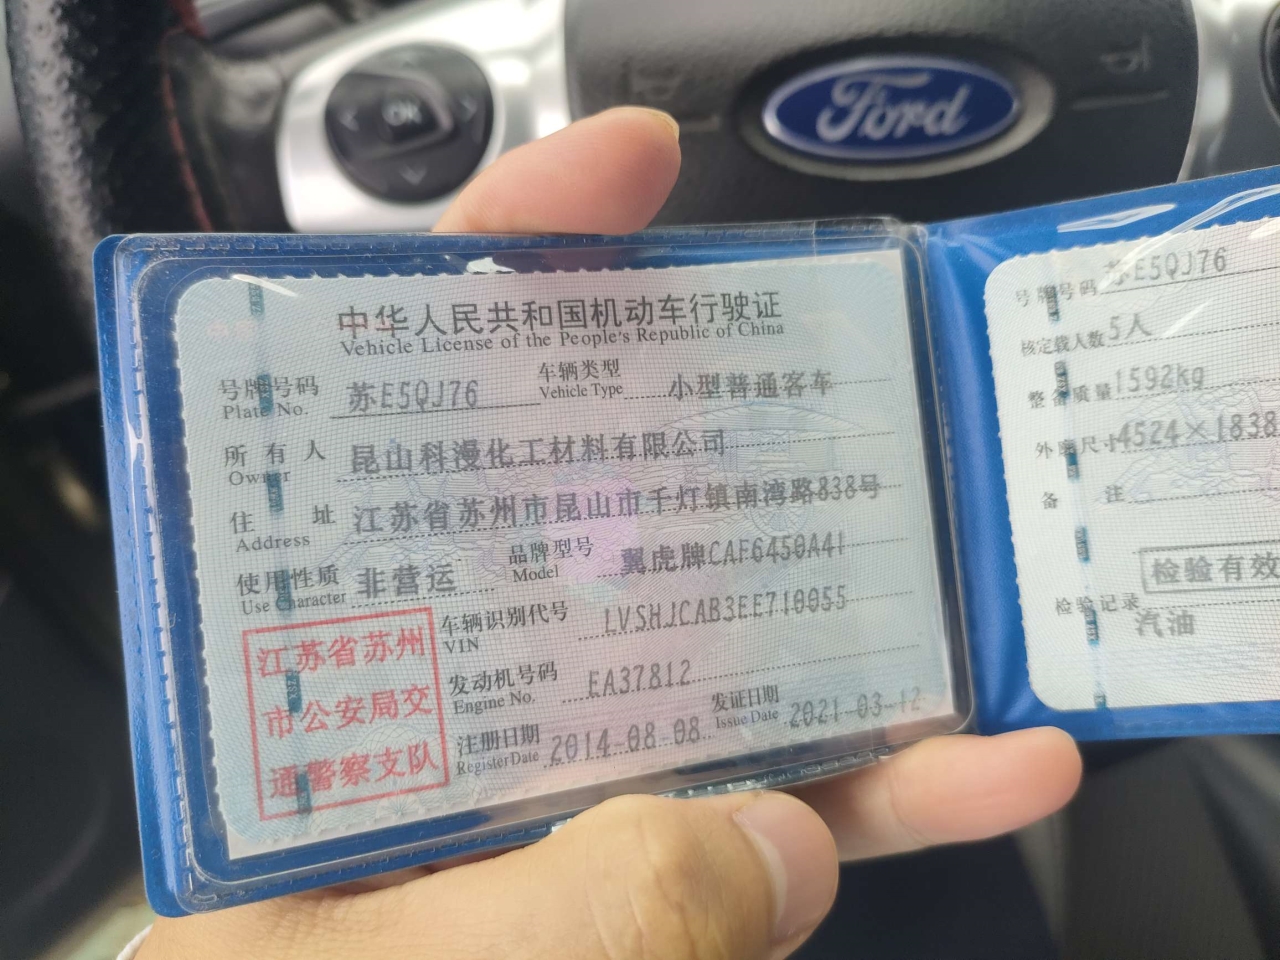 OK
Ford
中华人民共和国机动车行驶证
Vehicle License of the People's Republic of China
号牌号码 苏E5QJ76 车辆类型 小型普通客车
Plate No. Vehicle Type
所有人 昆山科漫化工材料有限公司
Owner
住址 江苏省苏州市昆山市千灯镇南湾路838号
Address
使用性质 非营运 品牌型号 翼虎牌CAF6450A41
Use Character Model
车辆识别代号 LVSHJCAB3EE710055
VIN
发动机号码 EA37812
Engine No.
注册日期 2014-08-08 发证日期 2021-03-12
Register Date Issue Date
江苏省苏州
市公安局交
通警察支队
号牌号码 苏E5QJ76
核定载人数 5人
整备质量 1592kg
外廓尺寸 4524×1838
备注
检验有效
检验记录
汽油